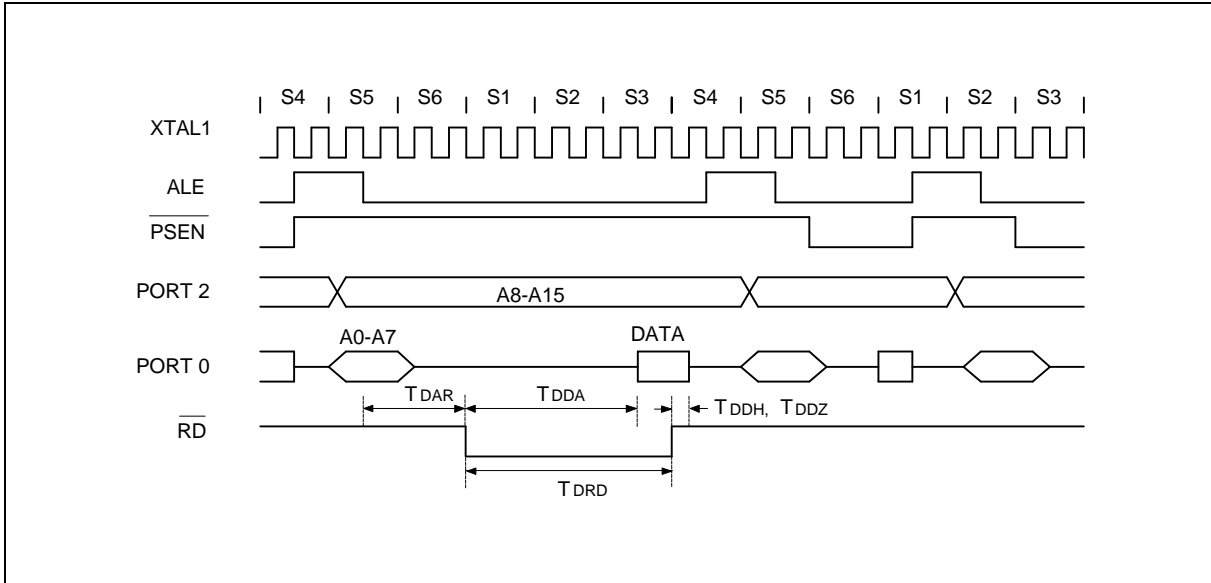 S4 S5 S6 S1 S2 S3 S4 S5 S6 S1 S2 S3
XTAL1
ALE
PSEN
PORT 2
A8-A15
A0-A7
DATA
PORT 0
TDAR
TDDA
TDDH, TDDZ
RD
TDRD